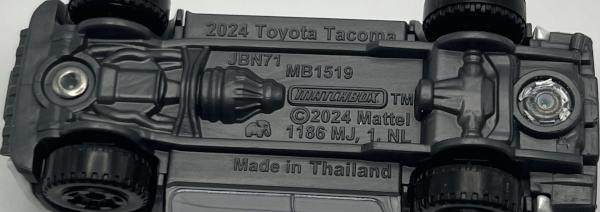 2024 Toyota Tacoma
JBN71
MB1519
MATCHBOX TM
©2024 Mattel
1186 MJ, 1. NL
Made in Thailand